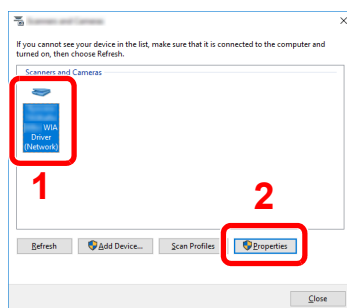 If you cannot see your device in the list, make sure that it is connected to the computer and
turned on, then choose Refresh.
Scanners and Cameras
WIA
Driver
(Network)
1
2
Refresh
Add Device...
Scan Profiles
Properties
Close